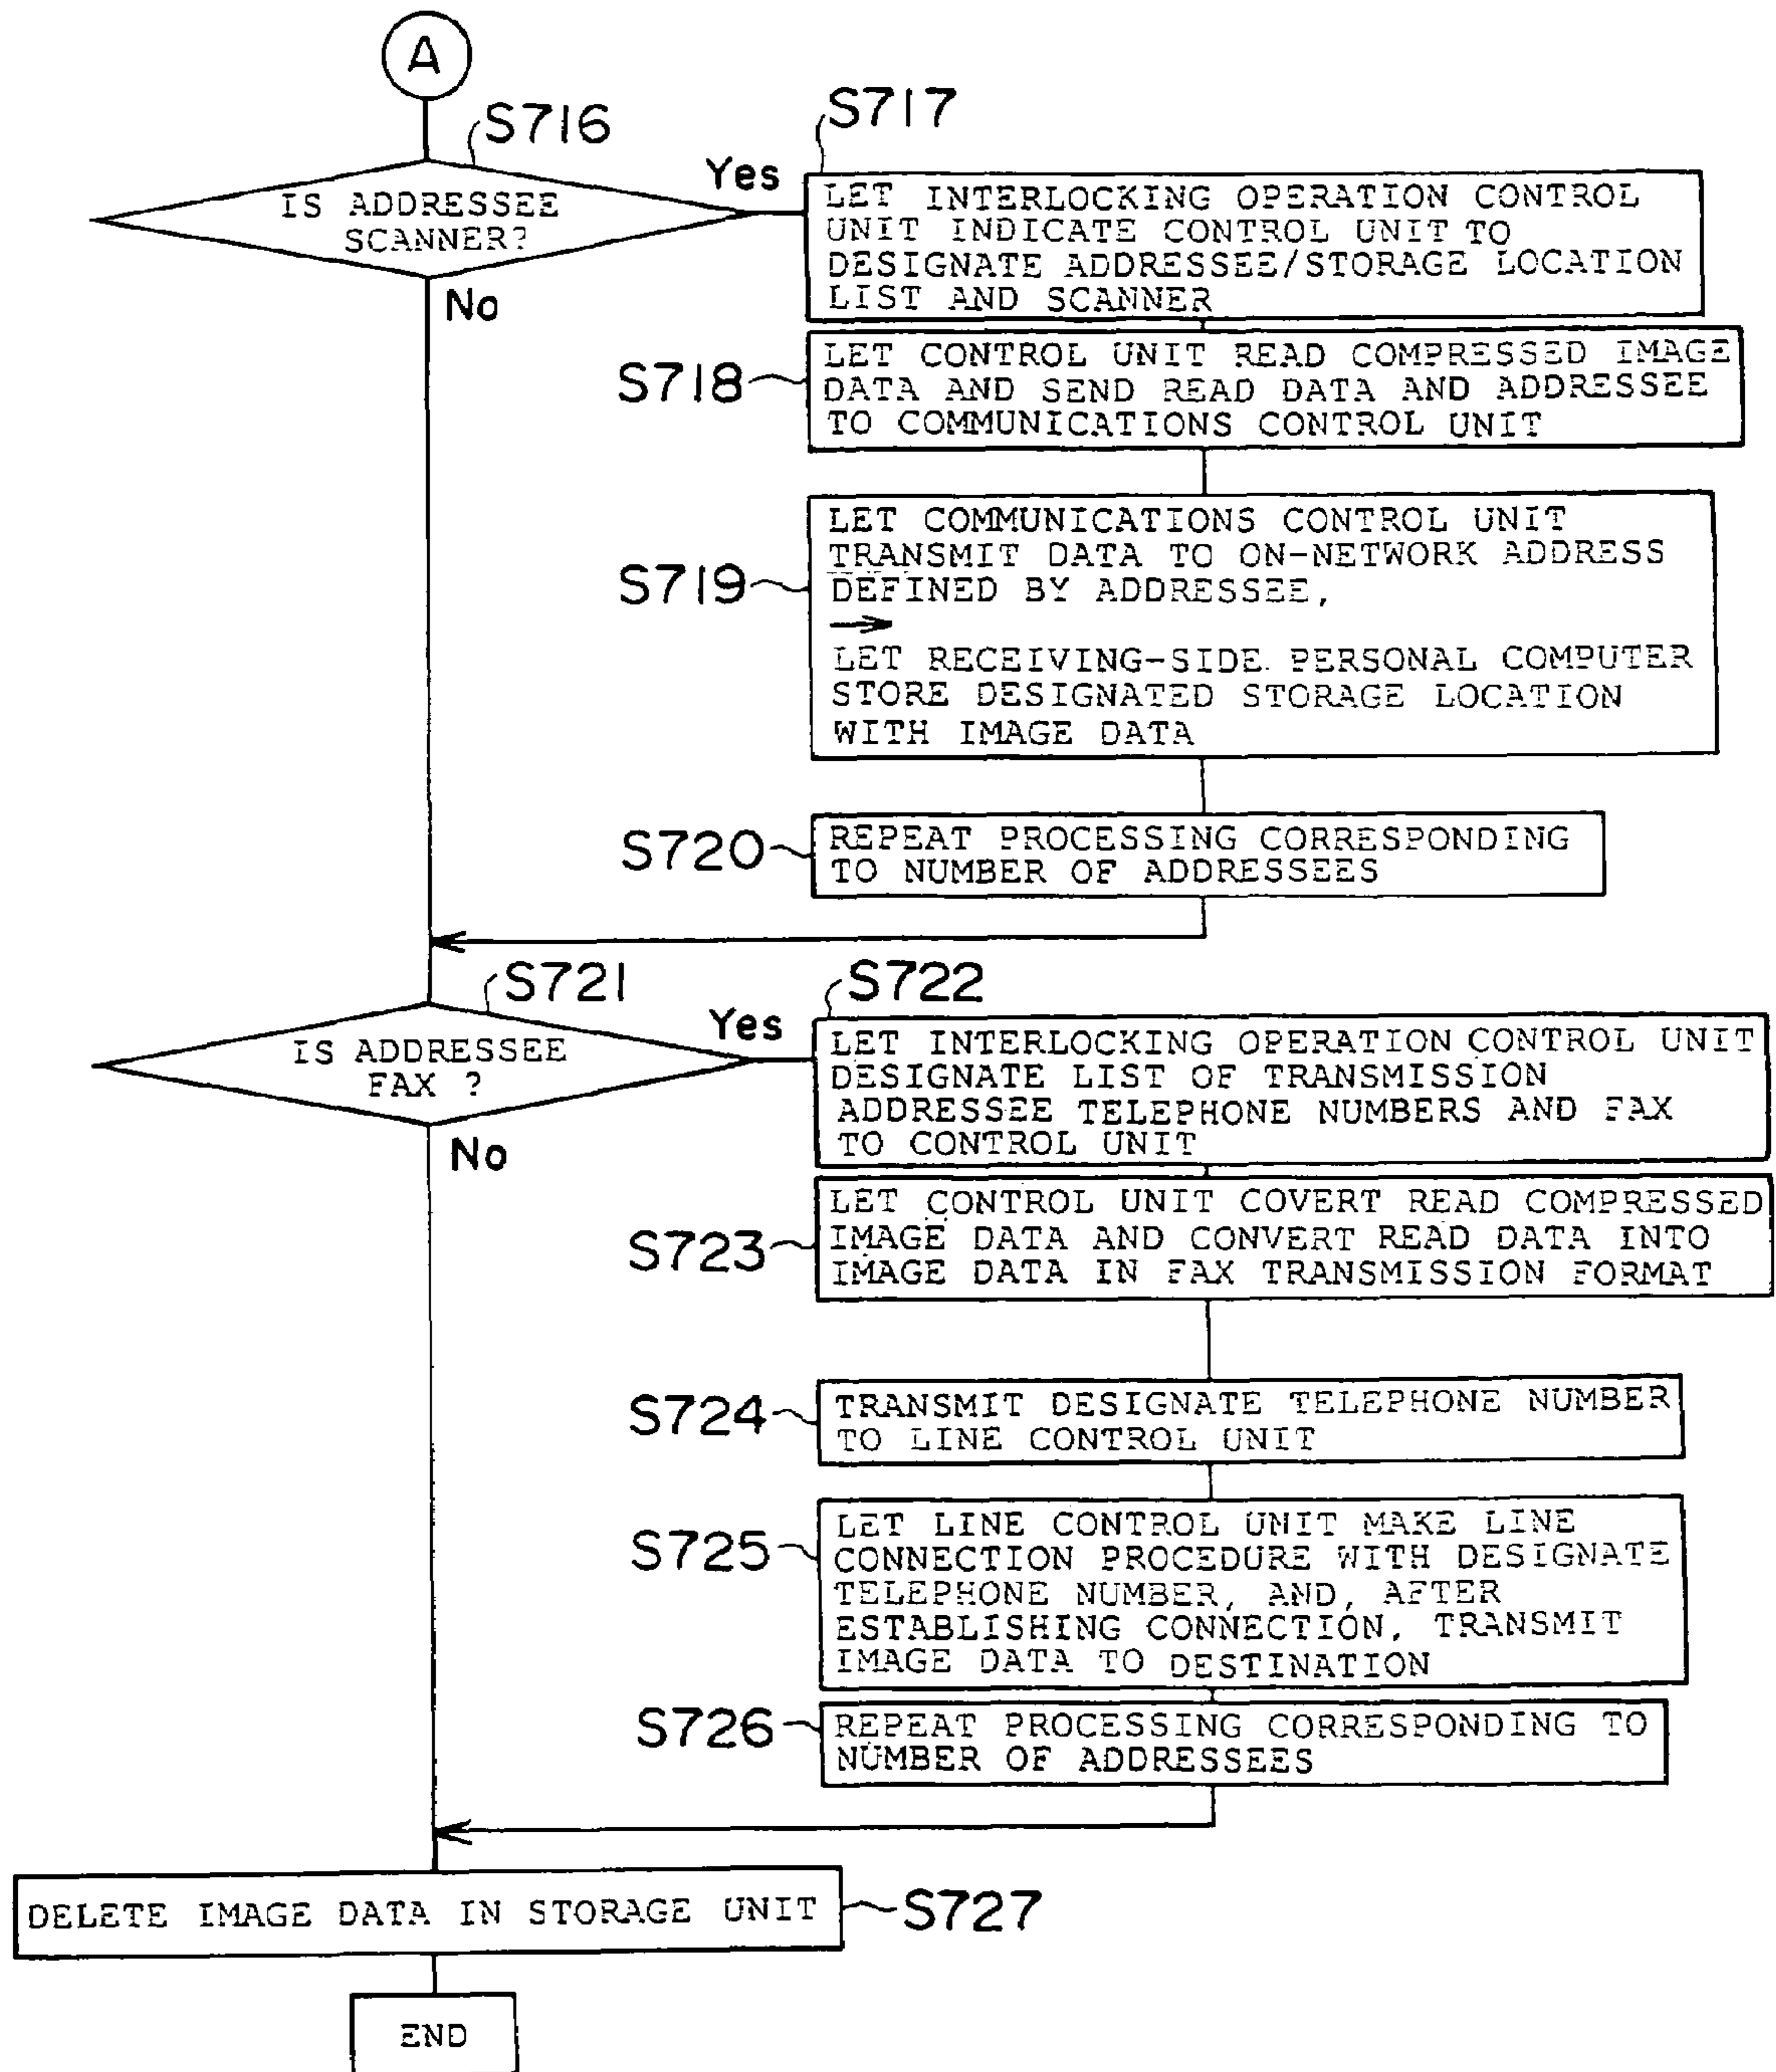 A
S716
IS ADDRESSEE
SCANNER?
Yes
No
S717
LET INTERLOCKING OPERATION CONTROL
UNIT INDICATE CONTROL UNIT TO
DESIGNATE ADDRESSEE/STORAGE LOCATION
LIST AND SCANNER
S718
LET CONTROL UNIT READ COMPRESSED IMAGE
DATA AND SEND READ DATA AND ADDRESSEE
TO COMMUNICATIONS CONTROL UNIT
S719
LET COMMUNICATIONS CONTROL UNIT
TRANSMIT DATA TO ON-NETWORK ADDRESS
DEFINED BY ADDRESSEE,
→
LET RECEIVING-SIDE PERSONAL COMPUTER
STORE DESIGNATED STORAGE LOCATION
WITH IMAGE DATA
S720
REPEAT PROCESSING CORRESPONDING
TO NUMBER OF ADDRESSEES
S721
IS ADDRESSEE
FAX ?
Yes
No
S722
LET INTERLOCKING OPERATION CONTROL UNIT
DESIGNATE LIST OF TRANSMISSION
ADDRESSEE TELEPHONE NUMBERS AND FAX
TO CONTROL UNIT
S723
LET CONTROL UNIT COVERT READ COMPRESSED
IMAGE DATA AND CONVERT READ DATA INTO
IMAGE DATA IN FAX TRANSMISSION FORMAT
S724
TRANSMIT DESIGNATE TELEPHONE NUMBER
TO LINE CONTROL UNIT
S725
LET LINE CONTROL UNIT MAKE LINE
CONNECTION PROCEDURE WITH DESIGNATE
TELEPHONE NUMBER, AND, AFTER
ESTABLISHING CONNECTION, TRANSMIT
IMAGE DATA TO DESTINATION
S726
REPEAT PROCESSING CORRESPONDING TO
NUMBER OF ADDRESSEES
DELETE IMAGE DATA IN STORAGE UNIT
S727
END